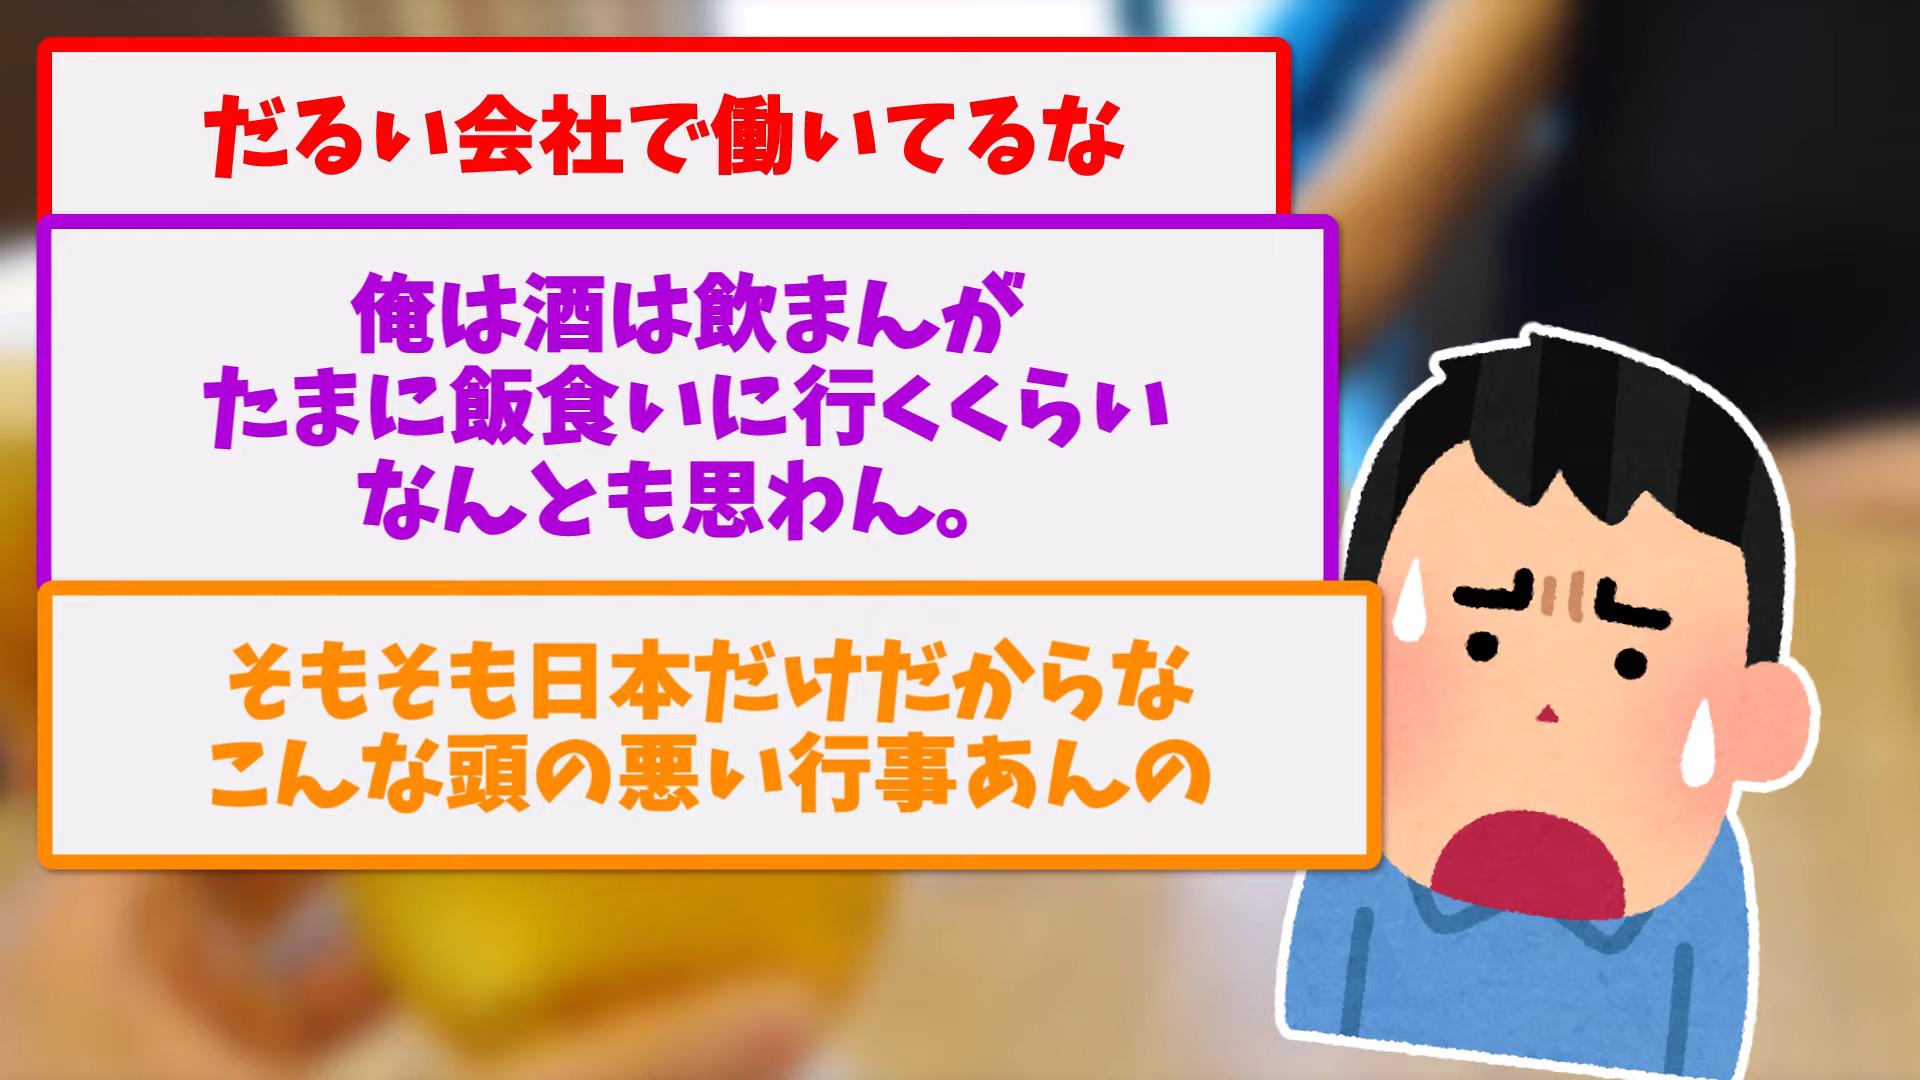 だるい会社で働いてるな
俺は酒は飲まんが
たまに飯食いに行くくらい
なんとも思わん。
そもそも日本だけだからな
こんな頭の悪い行事あんの